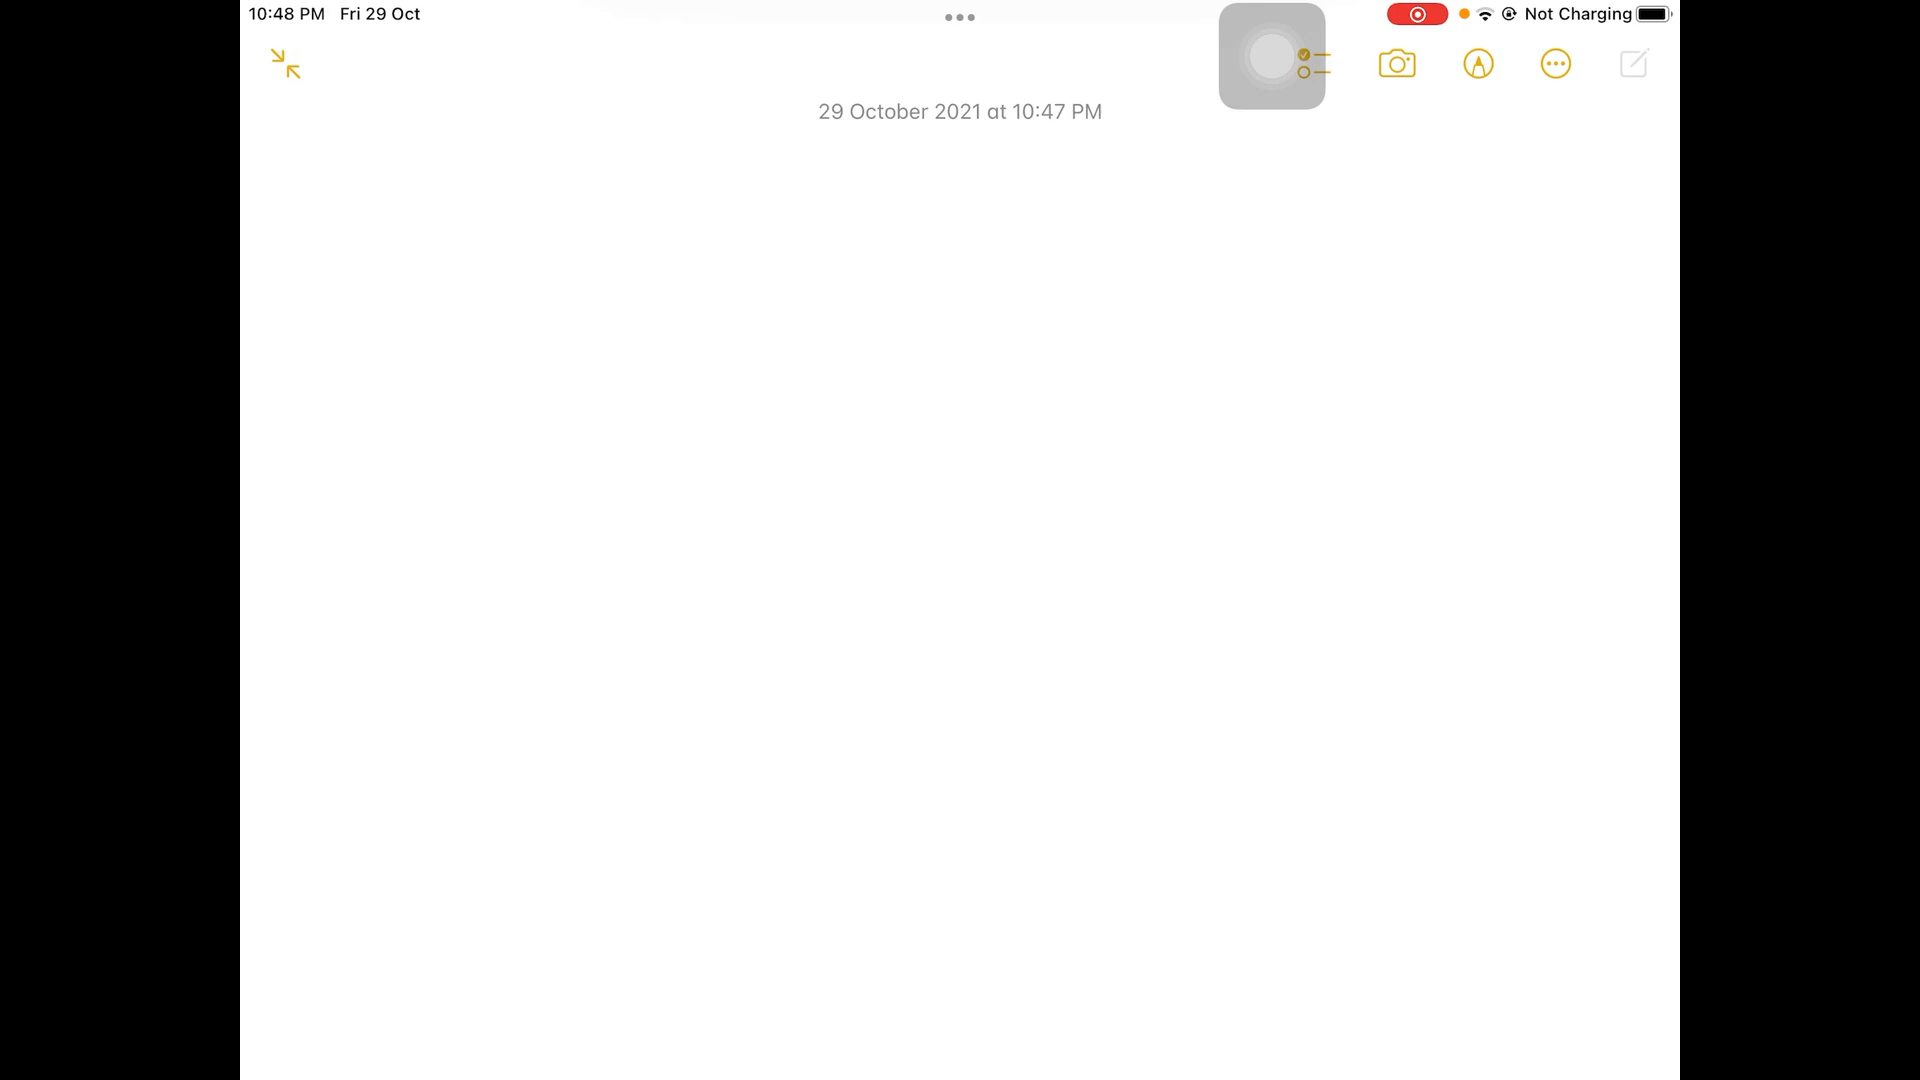 10:48 PM Fri 29 Oct Not Charging
29 October 2021 at 10:47 PM